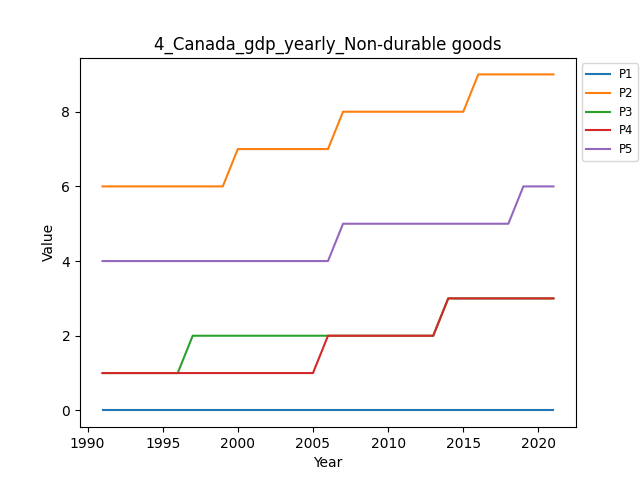 4_Canada_gdp_yearly_Non-durable goods
P1
P2
P3
P4
P5
Value
8
6
4
2
0
1990 1995 2000 2005 2010 2015 2020
Year